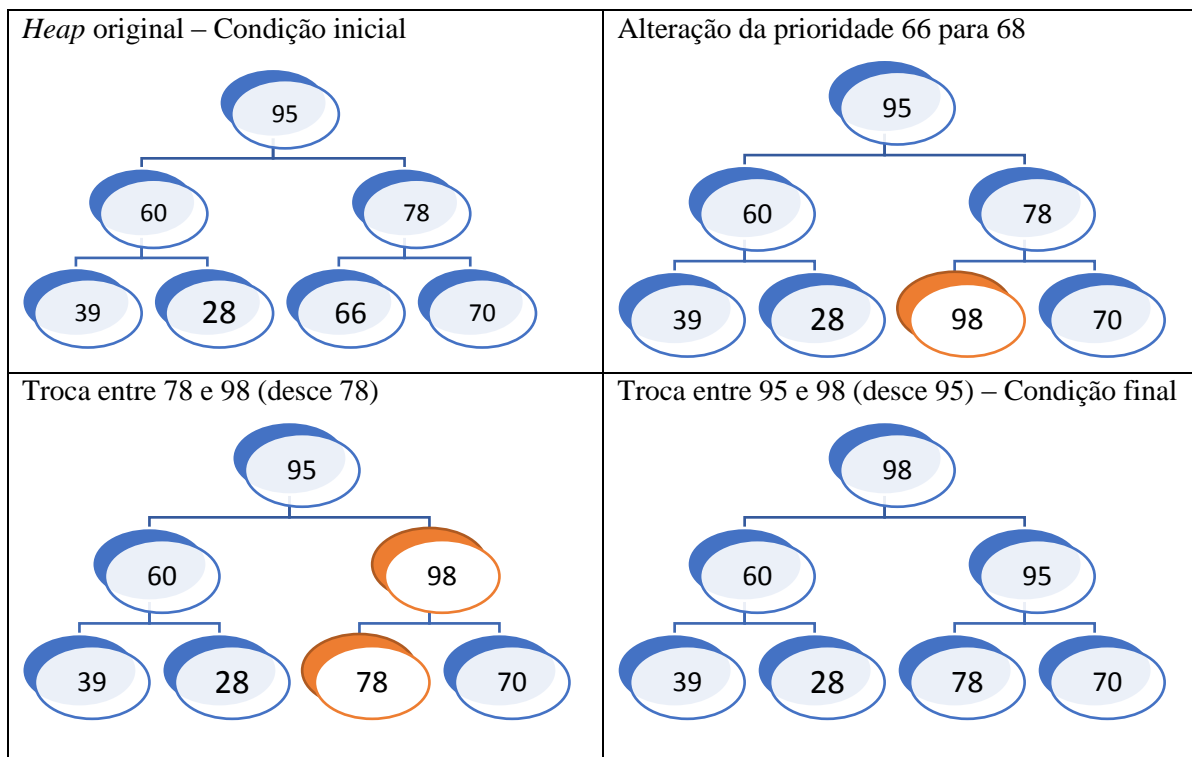 Heap original – Condição inicial
95
60 78
39 28 66 70
Alteração da prioridade 66 para 68
95
60 78
39 28 98 70
Troca entre 78 e 98 (desce 78)
95
60 98
39 28 78 70
Troca entre 95 e 98 (desce 95) – Condição final
98
60 95
39 28 78 70